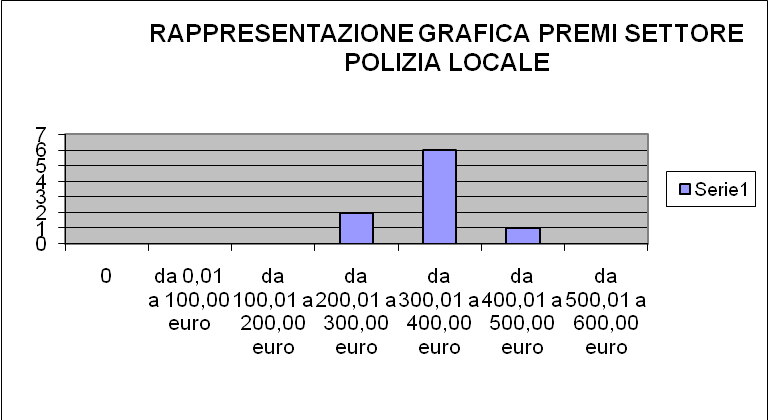 RAPPRESENTAZIONE GRAFICA PREMI SETTORE
POLIZIA LOCALE
7
6
5
4
3
2
1
0
Serie1
0
da 0,01
a 100,00
euro
da
100,01 a
200,00
euro
da
200,01 a
300,00
euro
da
300,01 a
400,00
euro
da
400,01 a
500,00
euro
da
500,01 a
600,00
euro